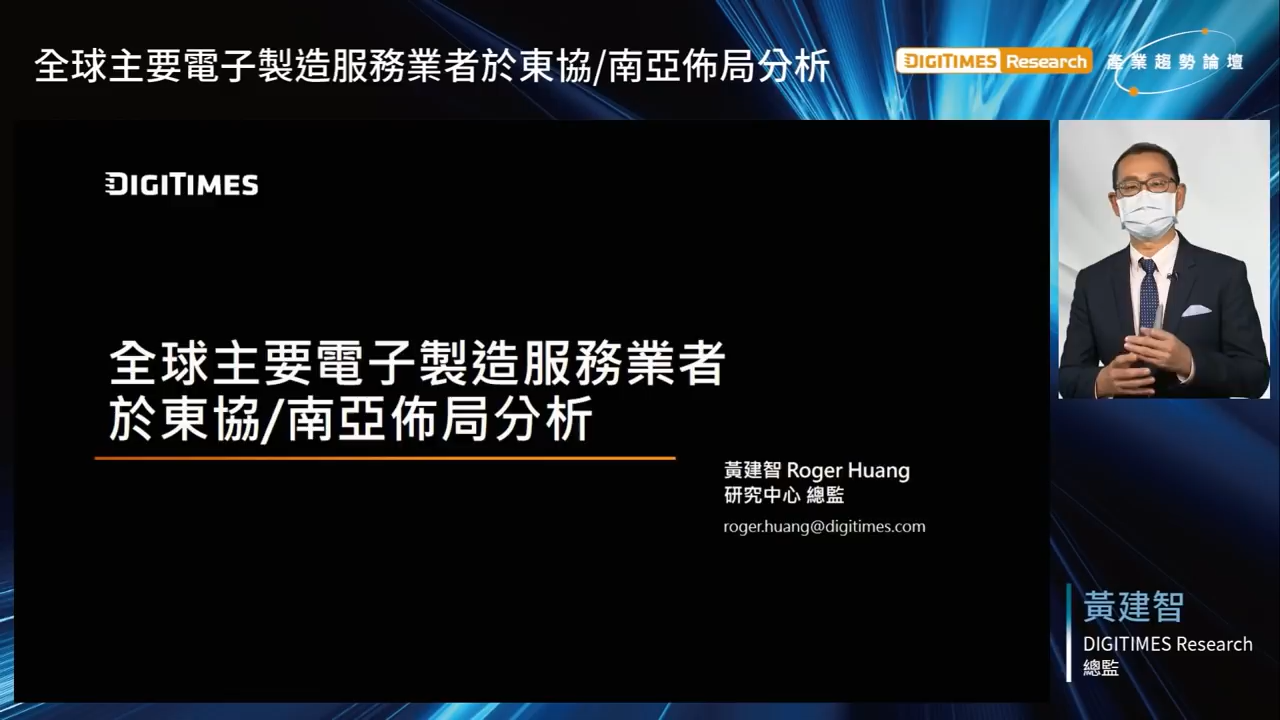 全球主要電子製造服務業者於東協/南亞佈局分析
DIGITIMES Research
產業趨勢論壇
DIGITIMES
全球主要電子製造服務業者
於東協/南亞佈局分析
黃建智 Roger Huang
研究中心 總監
roger.huang@digitimes.com
黃建智
DIGITIMES Research
總監